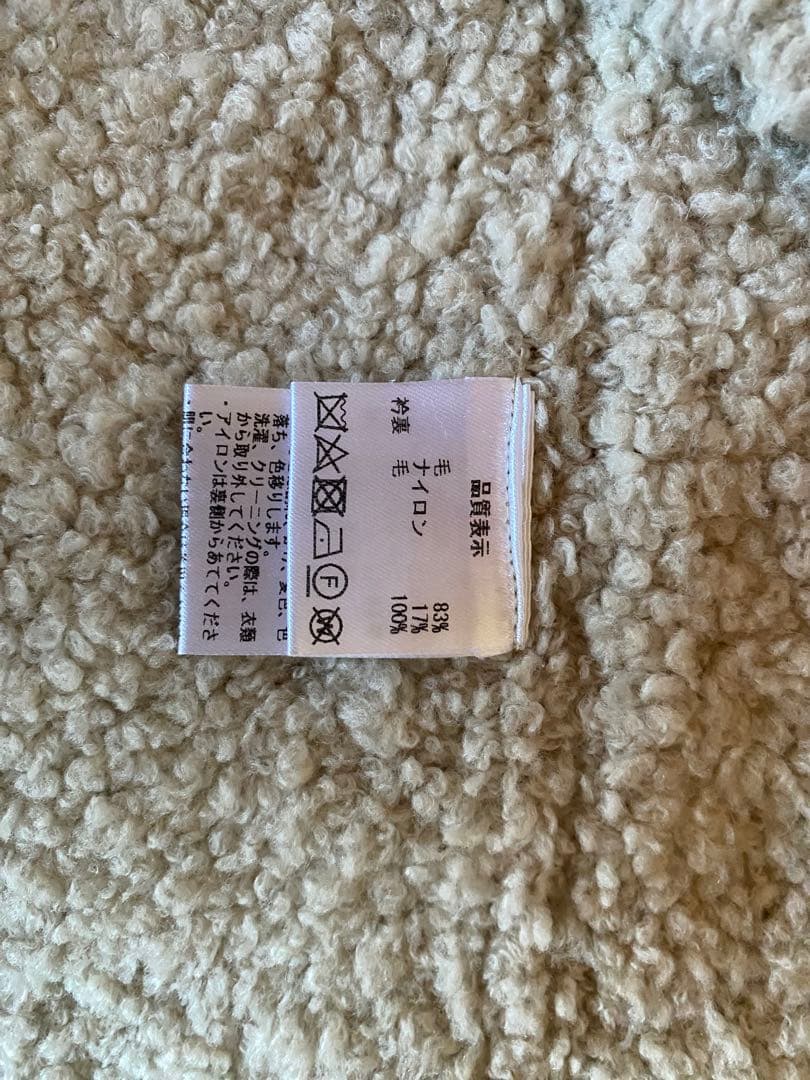 品質表示
毛 83%
ナイロン 17%
衿裏 毛 100%
F
W
落ち、色移りします。
洗濯、クリーニングの際は、衣類
から取り外してください。
・アイロンは裏側からあててくださ
い。